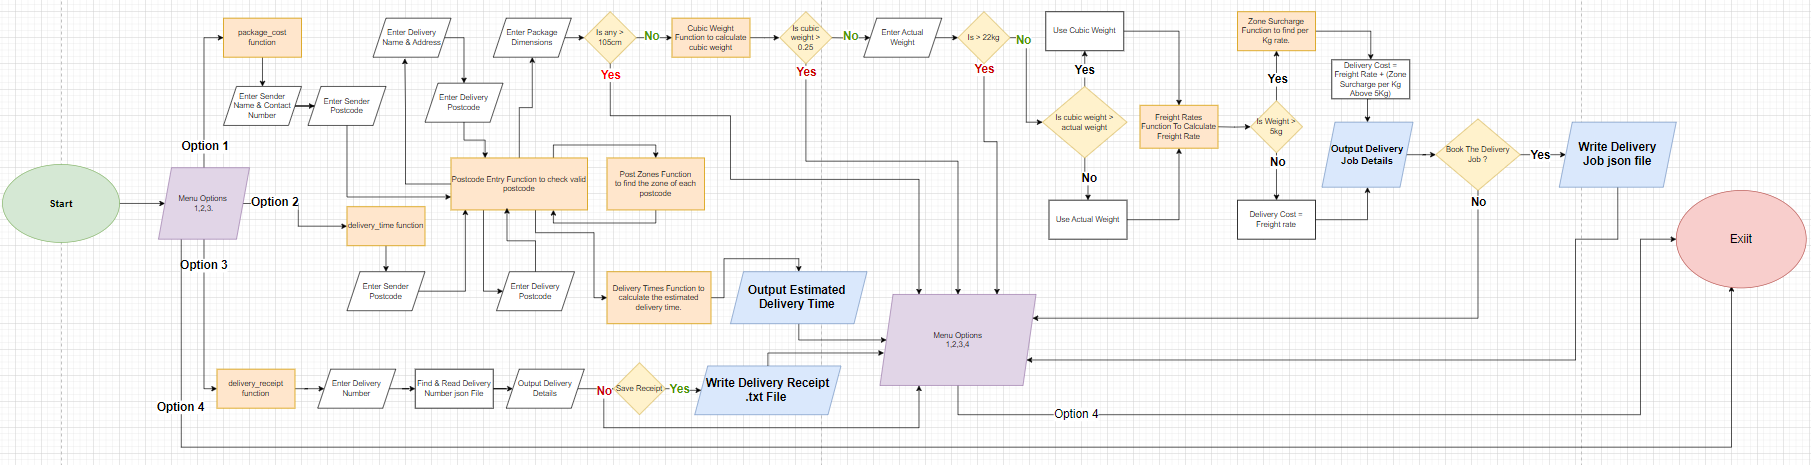 package_cost
function
Enter Sender
Name & Contact
Number
Enter Sender
Postcode
Option 1
Start
Menu Options
1,2,3.
Option 2
delivery_time function
Enter Sender
Postcode
Option 3
Option 4
Enter Delivery
Name & Address
Enter Delivery
Postcode
Postcode Entry Function to check valid
postcode
Post Zones Function
to find the zone of each
postcode
Enter Delivery
Postcode
Delivery Times Function to
calculate the estimated
delivery time.
Output Estimated
Delivery Time
Enter Package
Dimensions
Is any >
105cm
No
Yes
Cubic Weight
Function to calculate
cubic weight
Is cubic
weight >
0.25
No
Yes
Enter Actual
Weight
Is > 22kg
No
Yes
Use Cubic Weight
Yes
Is cubic weight >
actual weight
No
Use Actual Weight
Freight Rates
Function To Calculate
Freight Rate
Zone Surcharge
Function to find per
Kg rate.
Yes
Is Weight >
5kg
No
Delivery Cost =
Freight rate
Delivery Cost =
Freight Rate + (Zone
Surcharge per Kg
Above 5Kg)
Output Delivery
Job Details
Book The Delivery
Job ?
Yes
No
Write Delivery
Job json file
Exiit
delivery_receipt
function
Enter Delivery
Number
Find & Read Delivery
Number json File
Output Delivery
Details
No
Save Receipt
Yes
Write Delivery Receipt
.txt File
Menu Options
1,2,3,4
Option 4